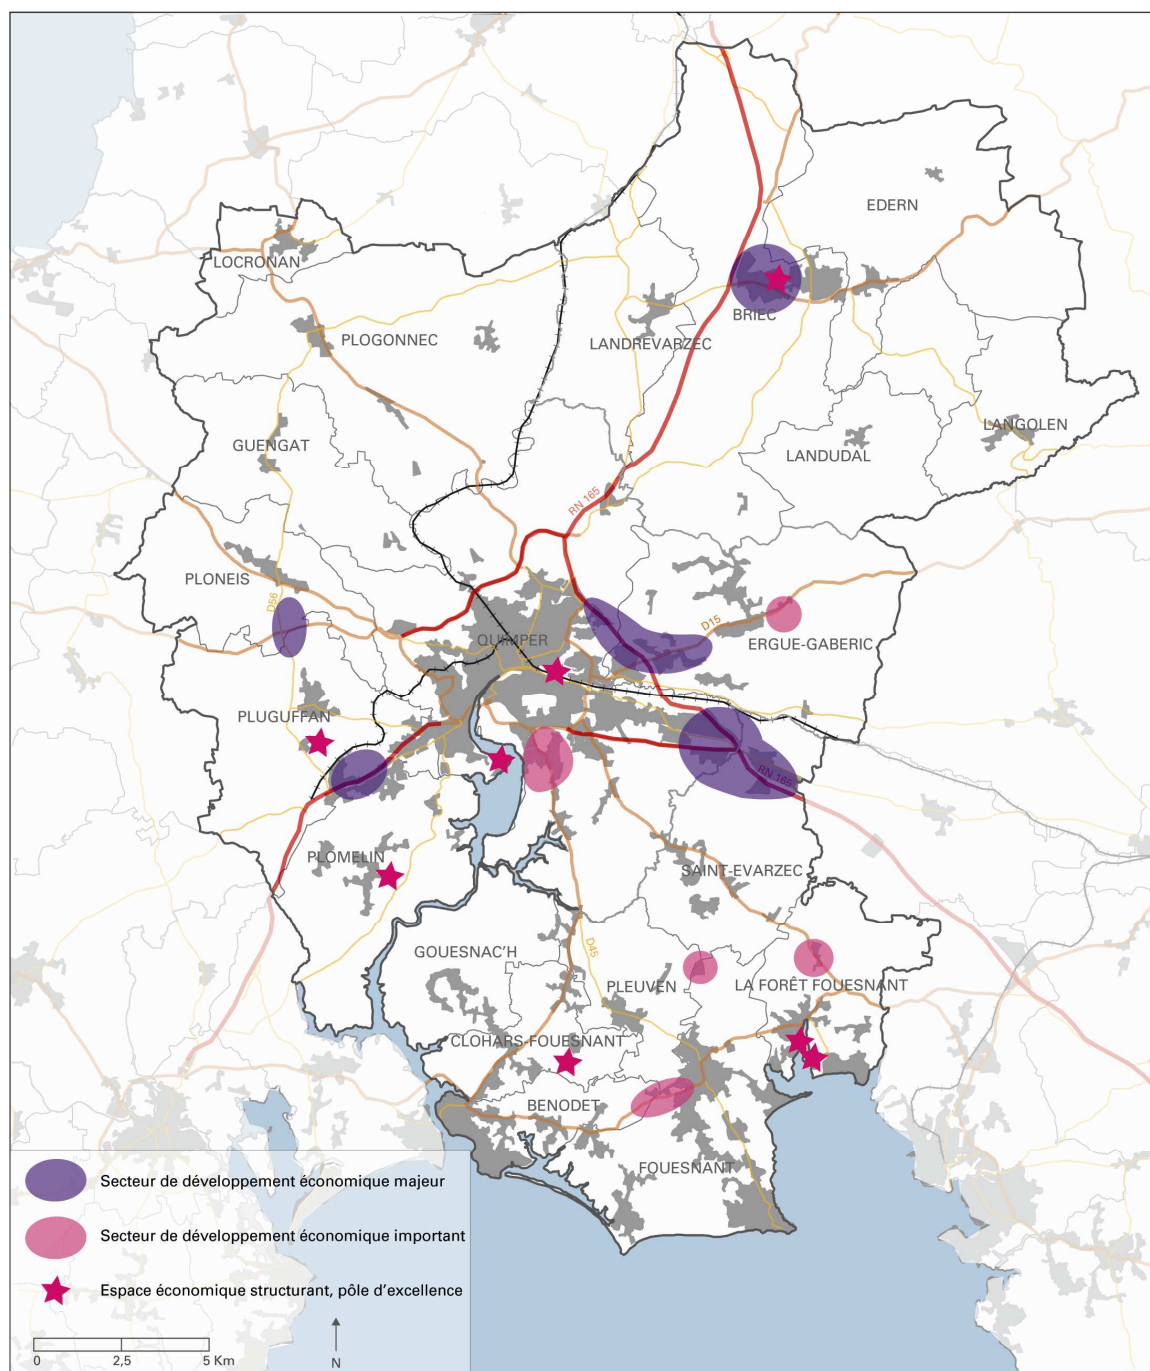 EDERN
LOCRONAN
BRIEC
PLOGONNEC
LANDREVARZEC
LANGOLEN
GUENGAT
LANDUDAL
RN 165
PLONEIS
D56
D15
QUIMPER
ERGUE-GABERIC
PLUGUFFAN
RN 165
PLOMELIN
SAINT-EVARZEC
D45
GOUESNAC'H
PLEUVEN
LA FORÊT FOUESNANT
CLOHARS-FOUESNANT
BENODET
FOUESNANT
Secteur de développement économique majeur
Secteur de développement économique important
Espace économique structurant, pôle d'excellence
0 2,5 5 Km
N